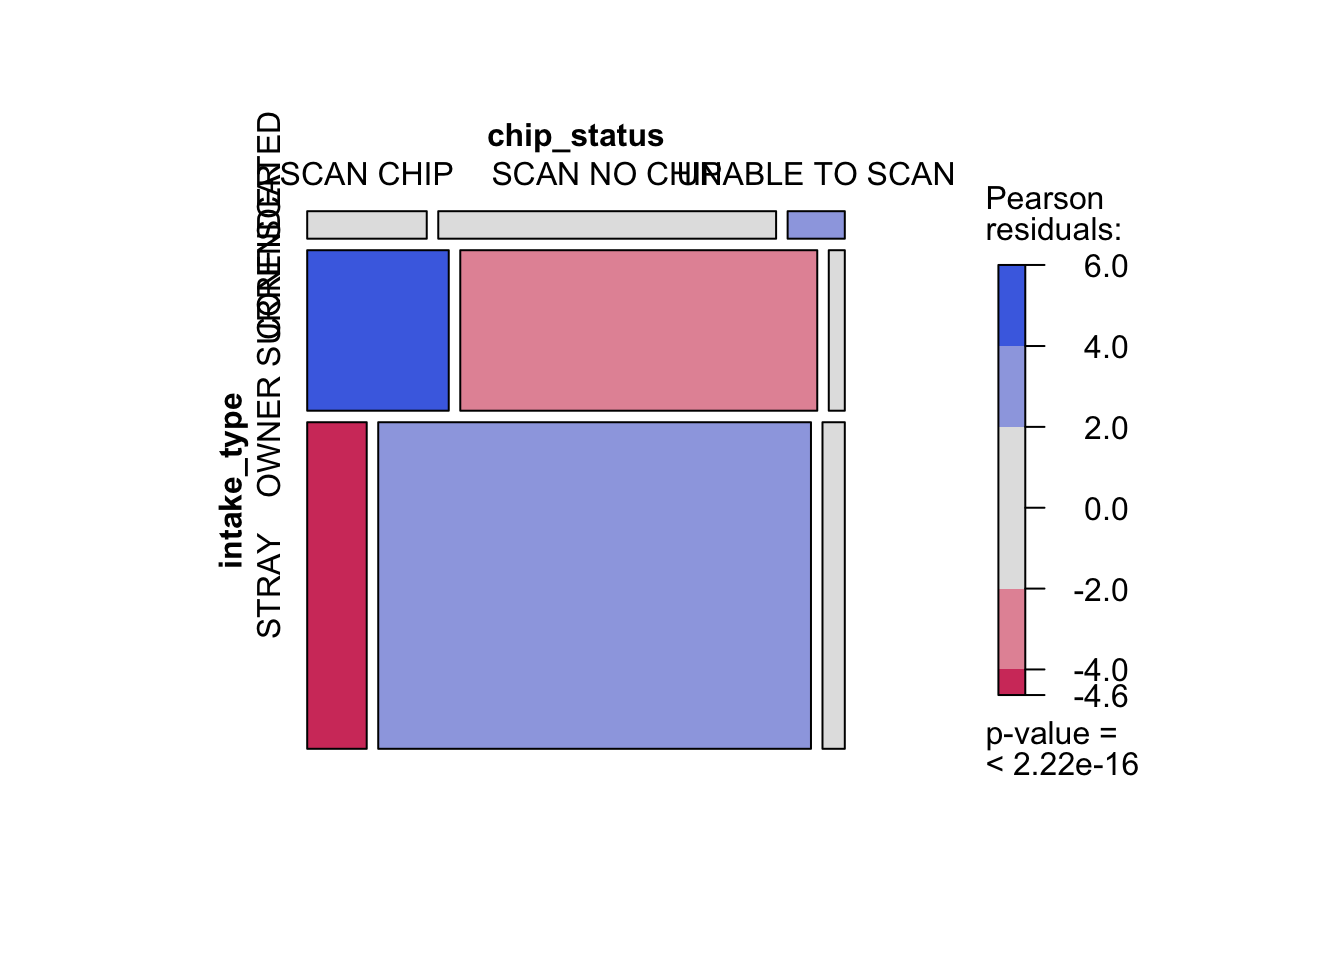 chip_status
SCAN CHIP
SCAN NO CHIP
UNABLE TO SCAN
intake_type
CONFISCATED
OWNER SURRENDER
STRAY
Pearson
residuals:
6.0
4.0
2.0
0.0
-2.0
-4.0
-4.6
p-value =
< 2.22e-16